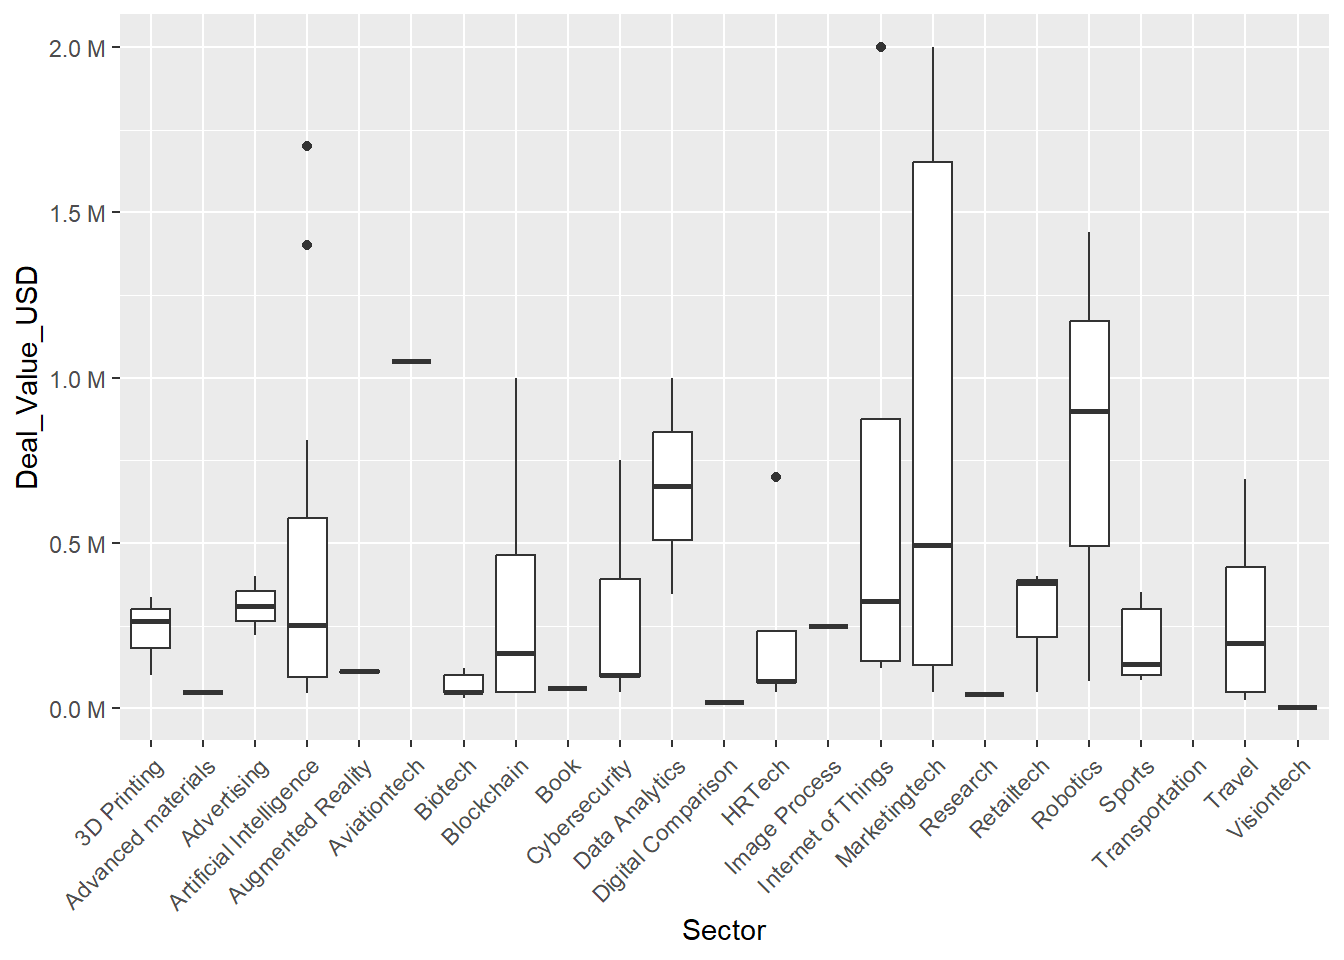 2.0 M
1.5 M
1.0 M
0.5 M
0.0 M
Deal_Value_USD
3D Printing
Advanced materials
Advertising
Artificial Intelligence
Augmented Reality
Aviationtech
Biotech
Blockchain
Book
Cybersecurity
Data Analytics
Digital Comparison
HRTech
Image Process
Internet of Things
Marketingtech
Research
Retailtech
Robotics
Sports
Transportation
Travel
Visiontech
Sector